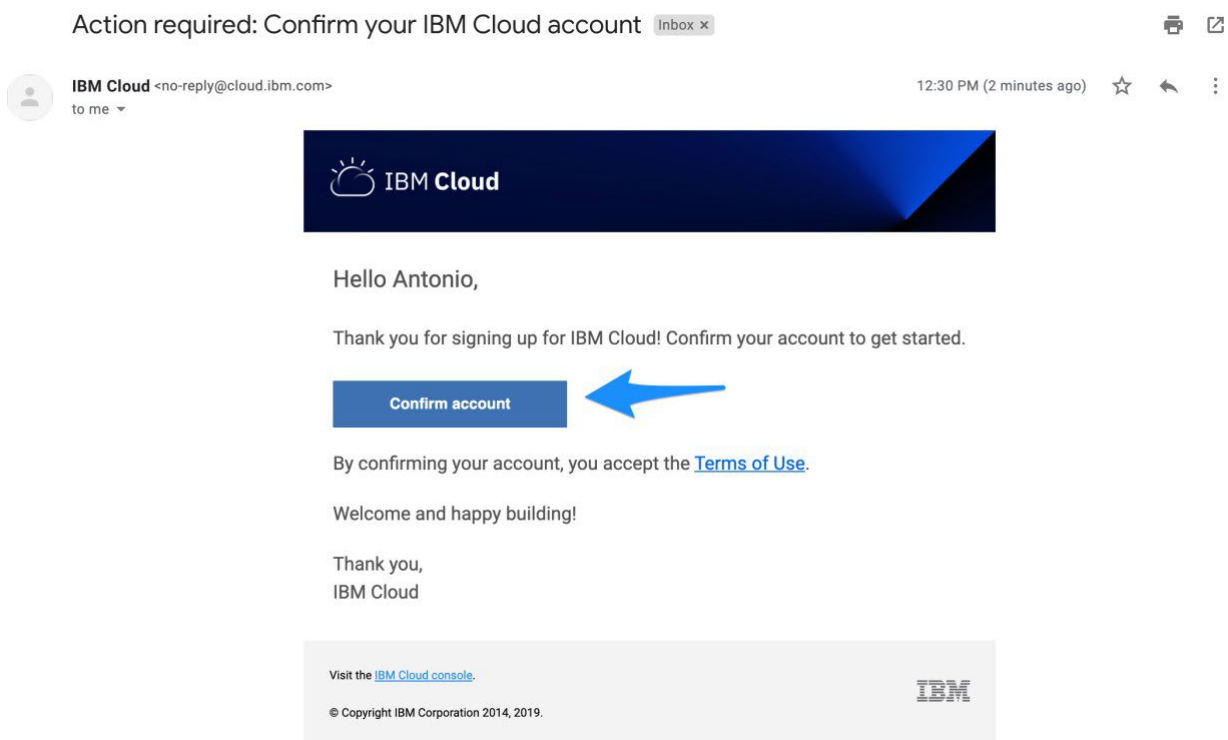 Action required: Confirm your IBM Cloud account Inbox ×
IBM Cloud <no-reply@cloud.ibm.com> 12:30 PM (2 minutes ago)
to me
IBM Cloud
Hello Antonio,
Thank you for signing up for IBM Cloud! Confirm your account to get started.
Confirm account
By confirming your account, you accept the Terms of Use.
Welcome and happy building!
Thank you,
IBM Cloud
Visit the IBM Cloud console.
IBM
© Copyright IBM Corporation 2014, 2019.